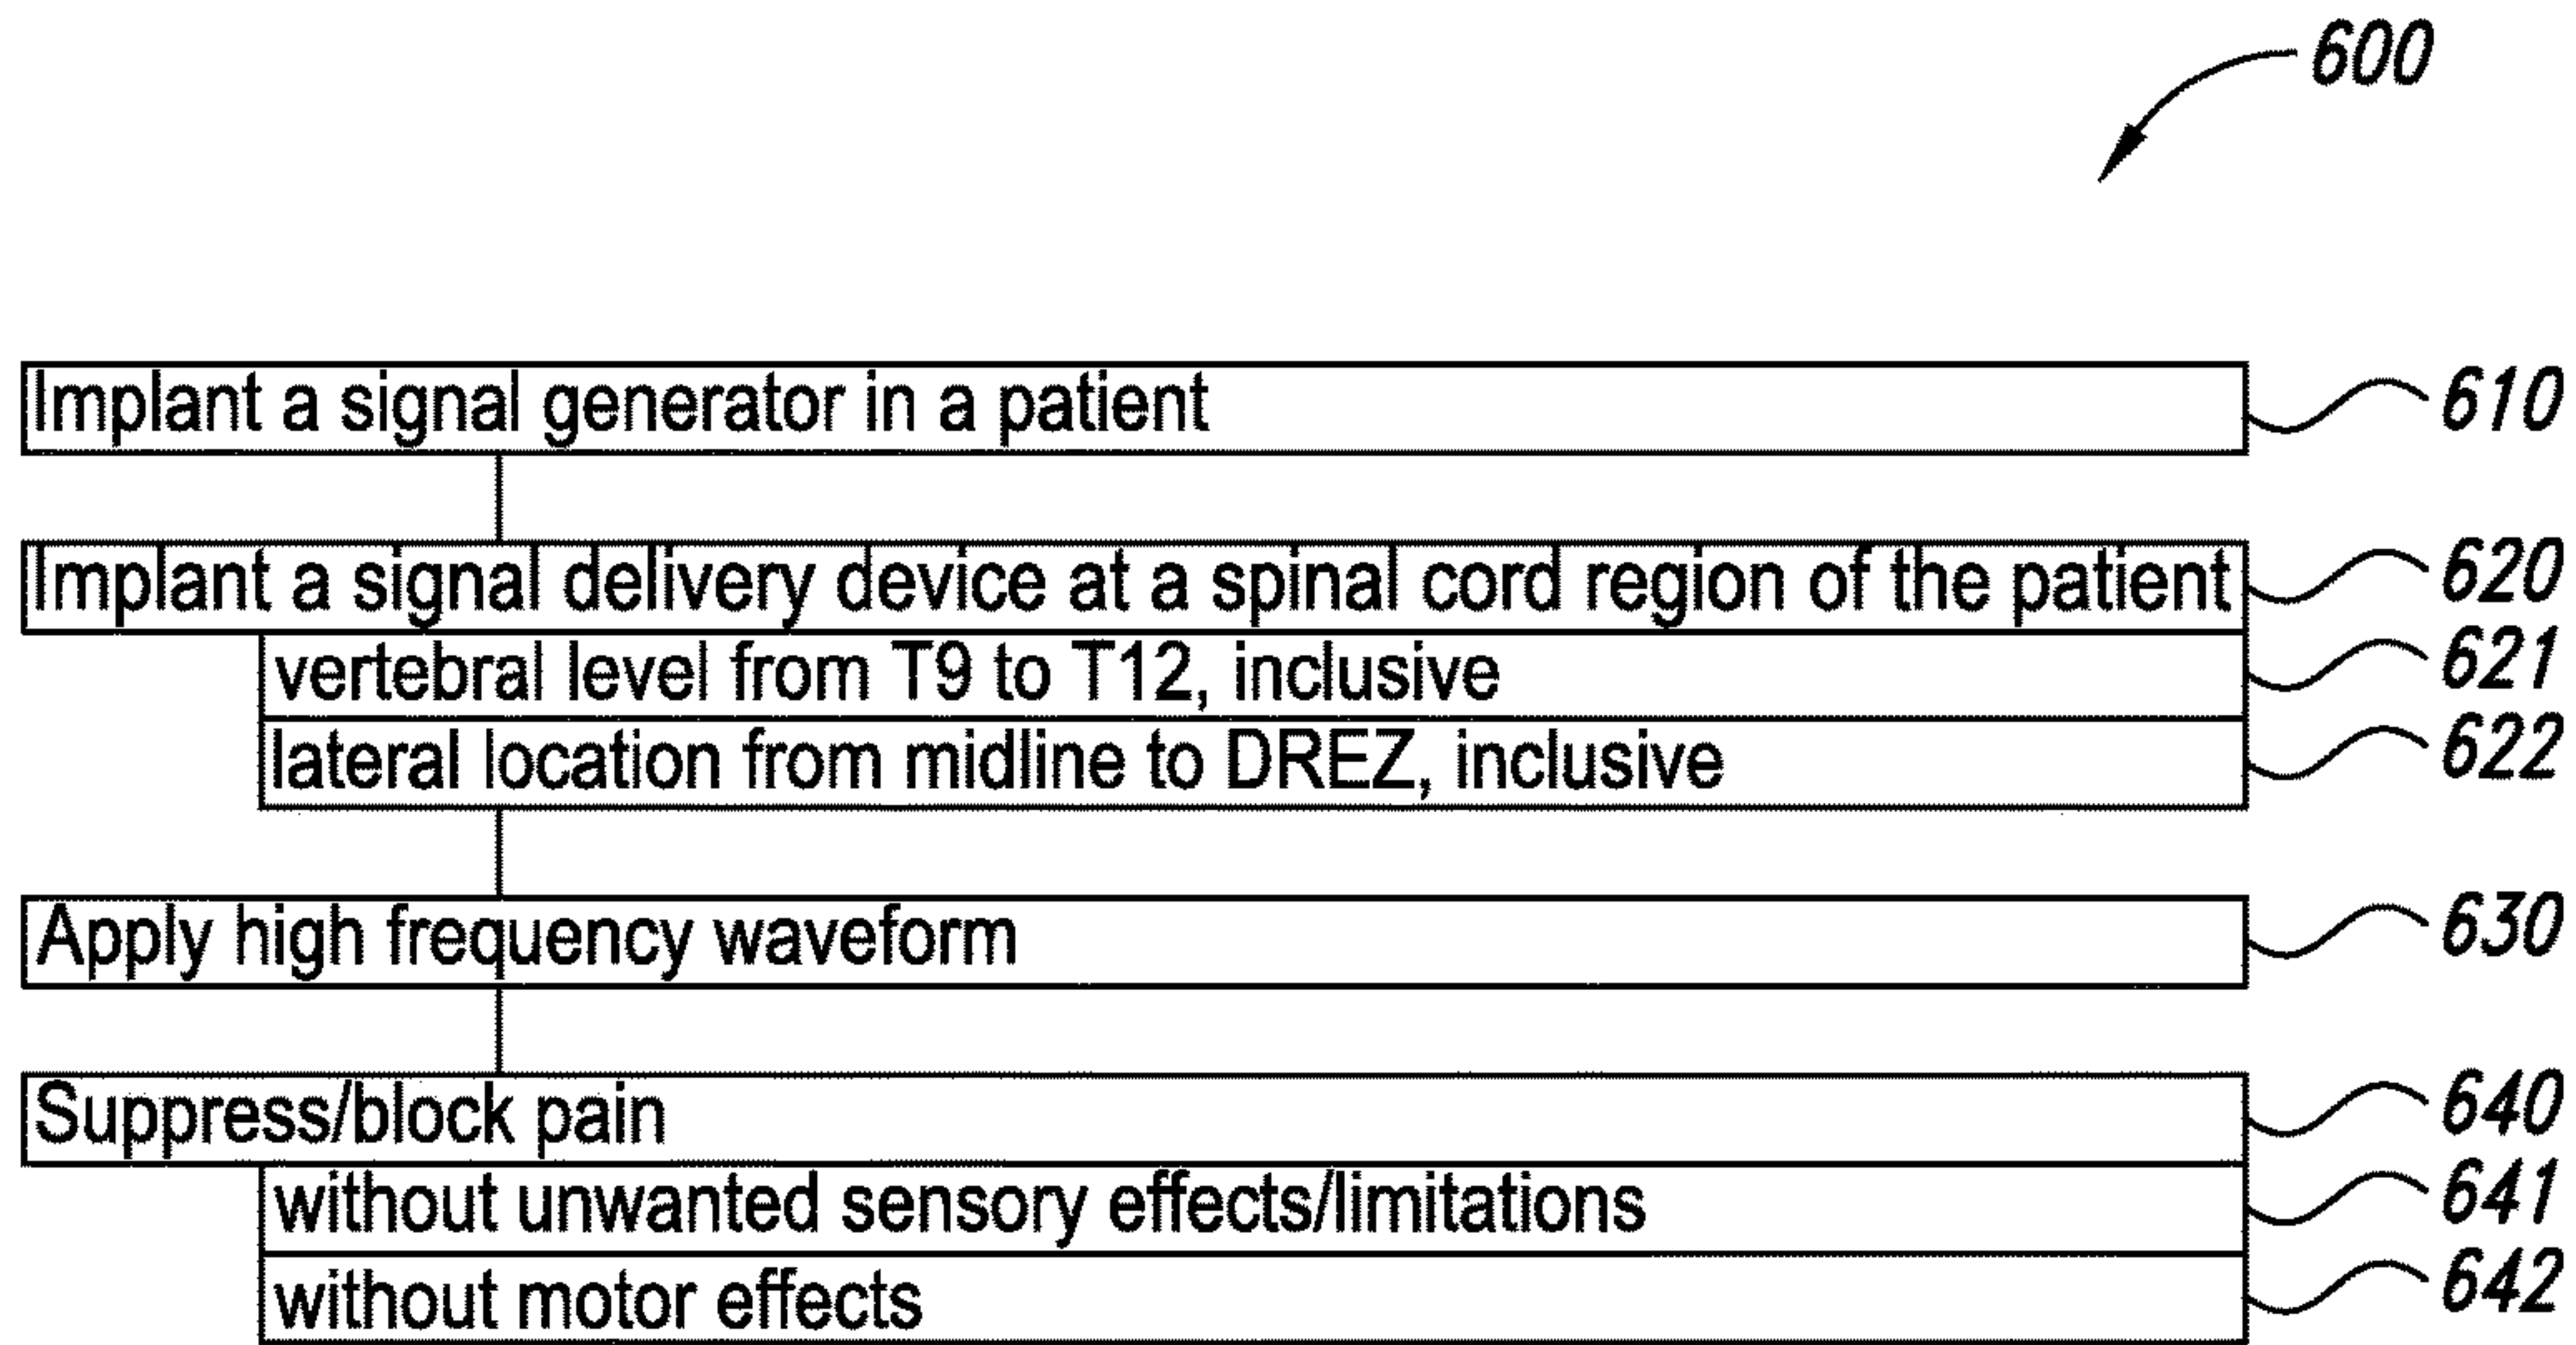 600
Implant a signal generator in a patient 610
Implant a signal delivery device at a spinal cord region of the patient 620
vertebral level from T9 to T12, inclusive 621
lateral location from midline to DREZ, inclusive 622
Apply high frequency waveform 630
Suppress/block pain 640
without unwanted sensory effects/limitations 641
without motor effects 642